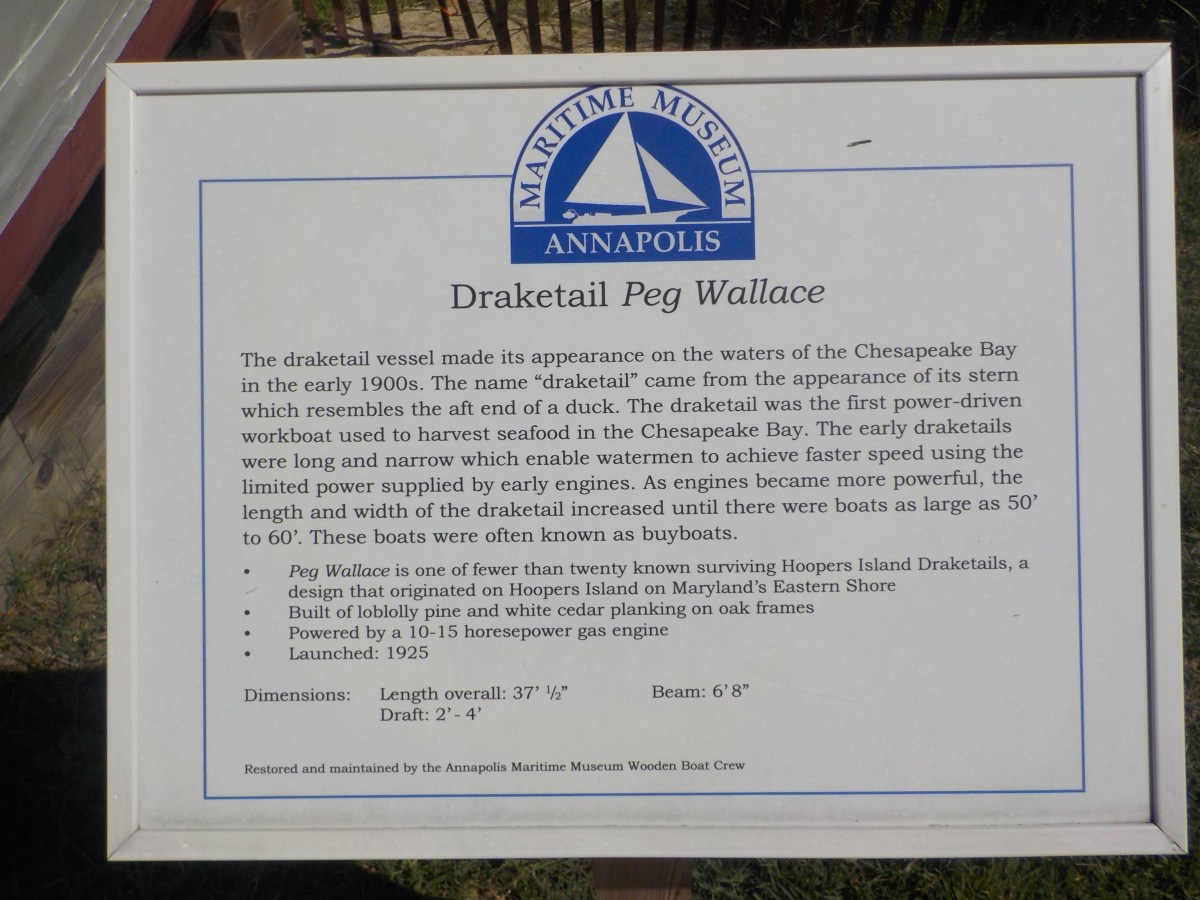 MARITIME MUSEUM
ANNAPOLIS
Draketail Peg Wallace
The draketail vessel made its appearance on the waters of the Chesapeake Bay
in the early 1900s. The name “draketail” came from the appearance of its stern
which resembles the aft end of a duck. The draketail was the first power-driven
workboat used to harvest seafood in the Chesapeake Bay. The early draketails
were long and narrow which enable watermen to achieve faster speed using the
limited power supplied by early engines. As engines became more powerful, the
length and width of the draketail increased until there were boats as large as 50’
to 60’. These boats were often known as buyboats.
• Peg Wallace is one of fewer than twenty known surviving Hoopers Island Draketails, a
design that originated on Hoopers Island on Maryland’s Eastern Shore
• Built of loblolly pine and white cedar planking on oak frames
• Powered by a 10-15 horesepower gas engine
• Launched: 1925
Dimensions: Length overall: 37’ ½” Beam: 6’8”
Draft: 2’- 4’
Restored and maintained by the Annapolis Maritime Museum Wooden Boat Crew